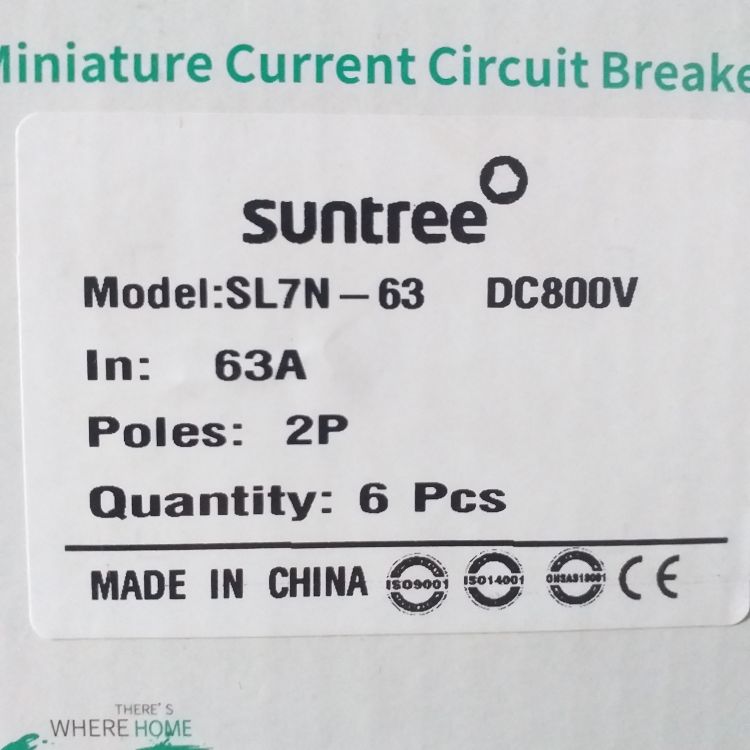 Miniature Current Circuit Breake
suntree
Model:SL7N-63 DC800V
In: 63A
Poles: 2P
Quantity: 6 Pcs
MADE IN CHINA ISO9001 ISO14001 OHSAS18001 CE
THERE'S
WHERE HOME